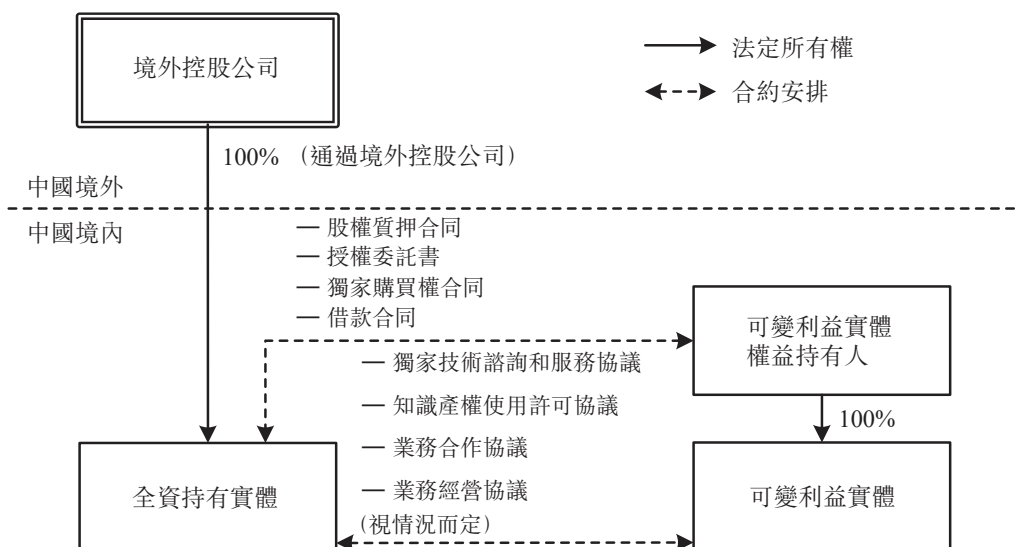 境外控股公司
法定所有權
合約安排
100% （通過境外控股公司）
中國境外
中國境內
— 股權質押合同
— 授權委託書
— 獨家購買權合同
— 借款合同
可變利益實體
權益持有人
— 獨家技術諮詢和服務協議
— 知識產權使用許可協議
100%
— 業務合作協議
— 業務經營協議
（視情況而定）
全資持有實體
可變利益實體